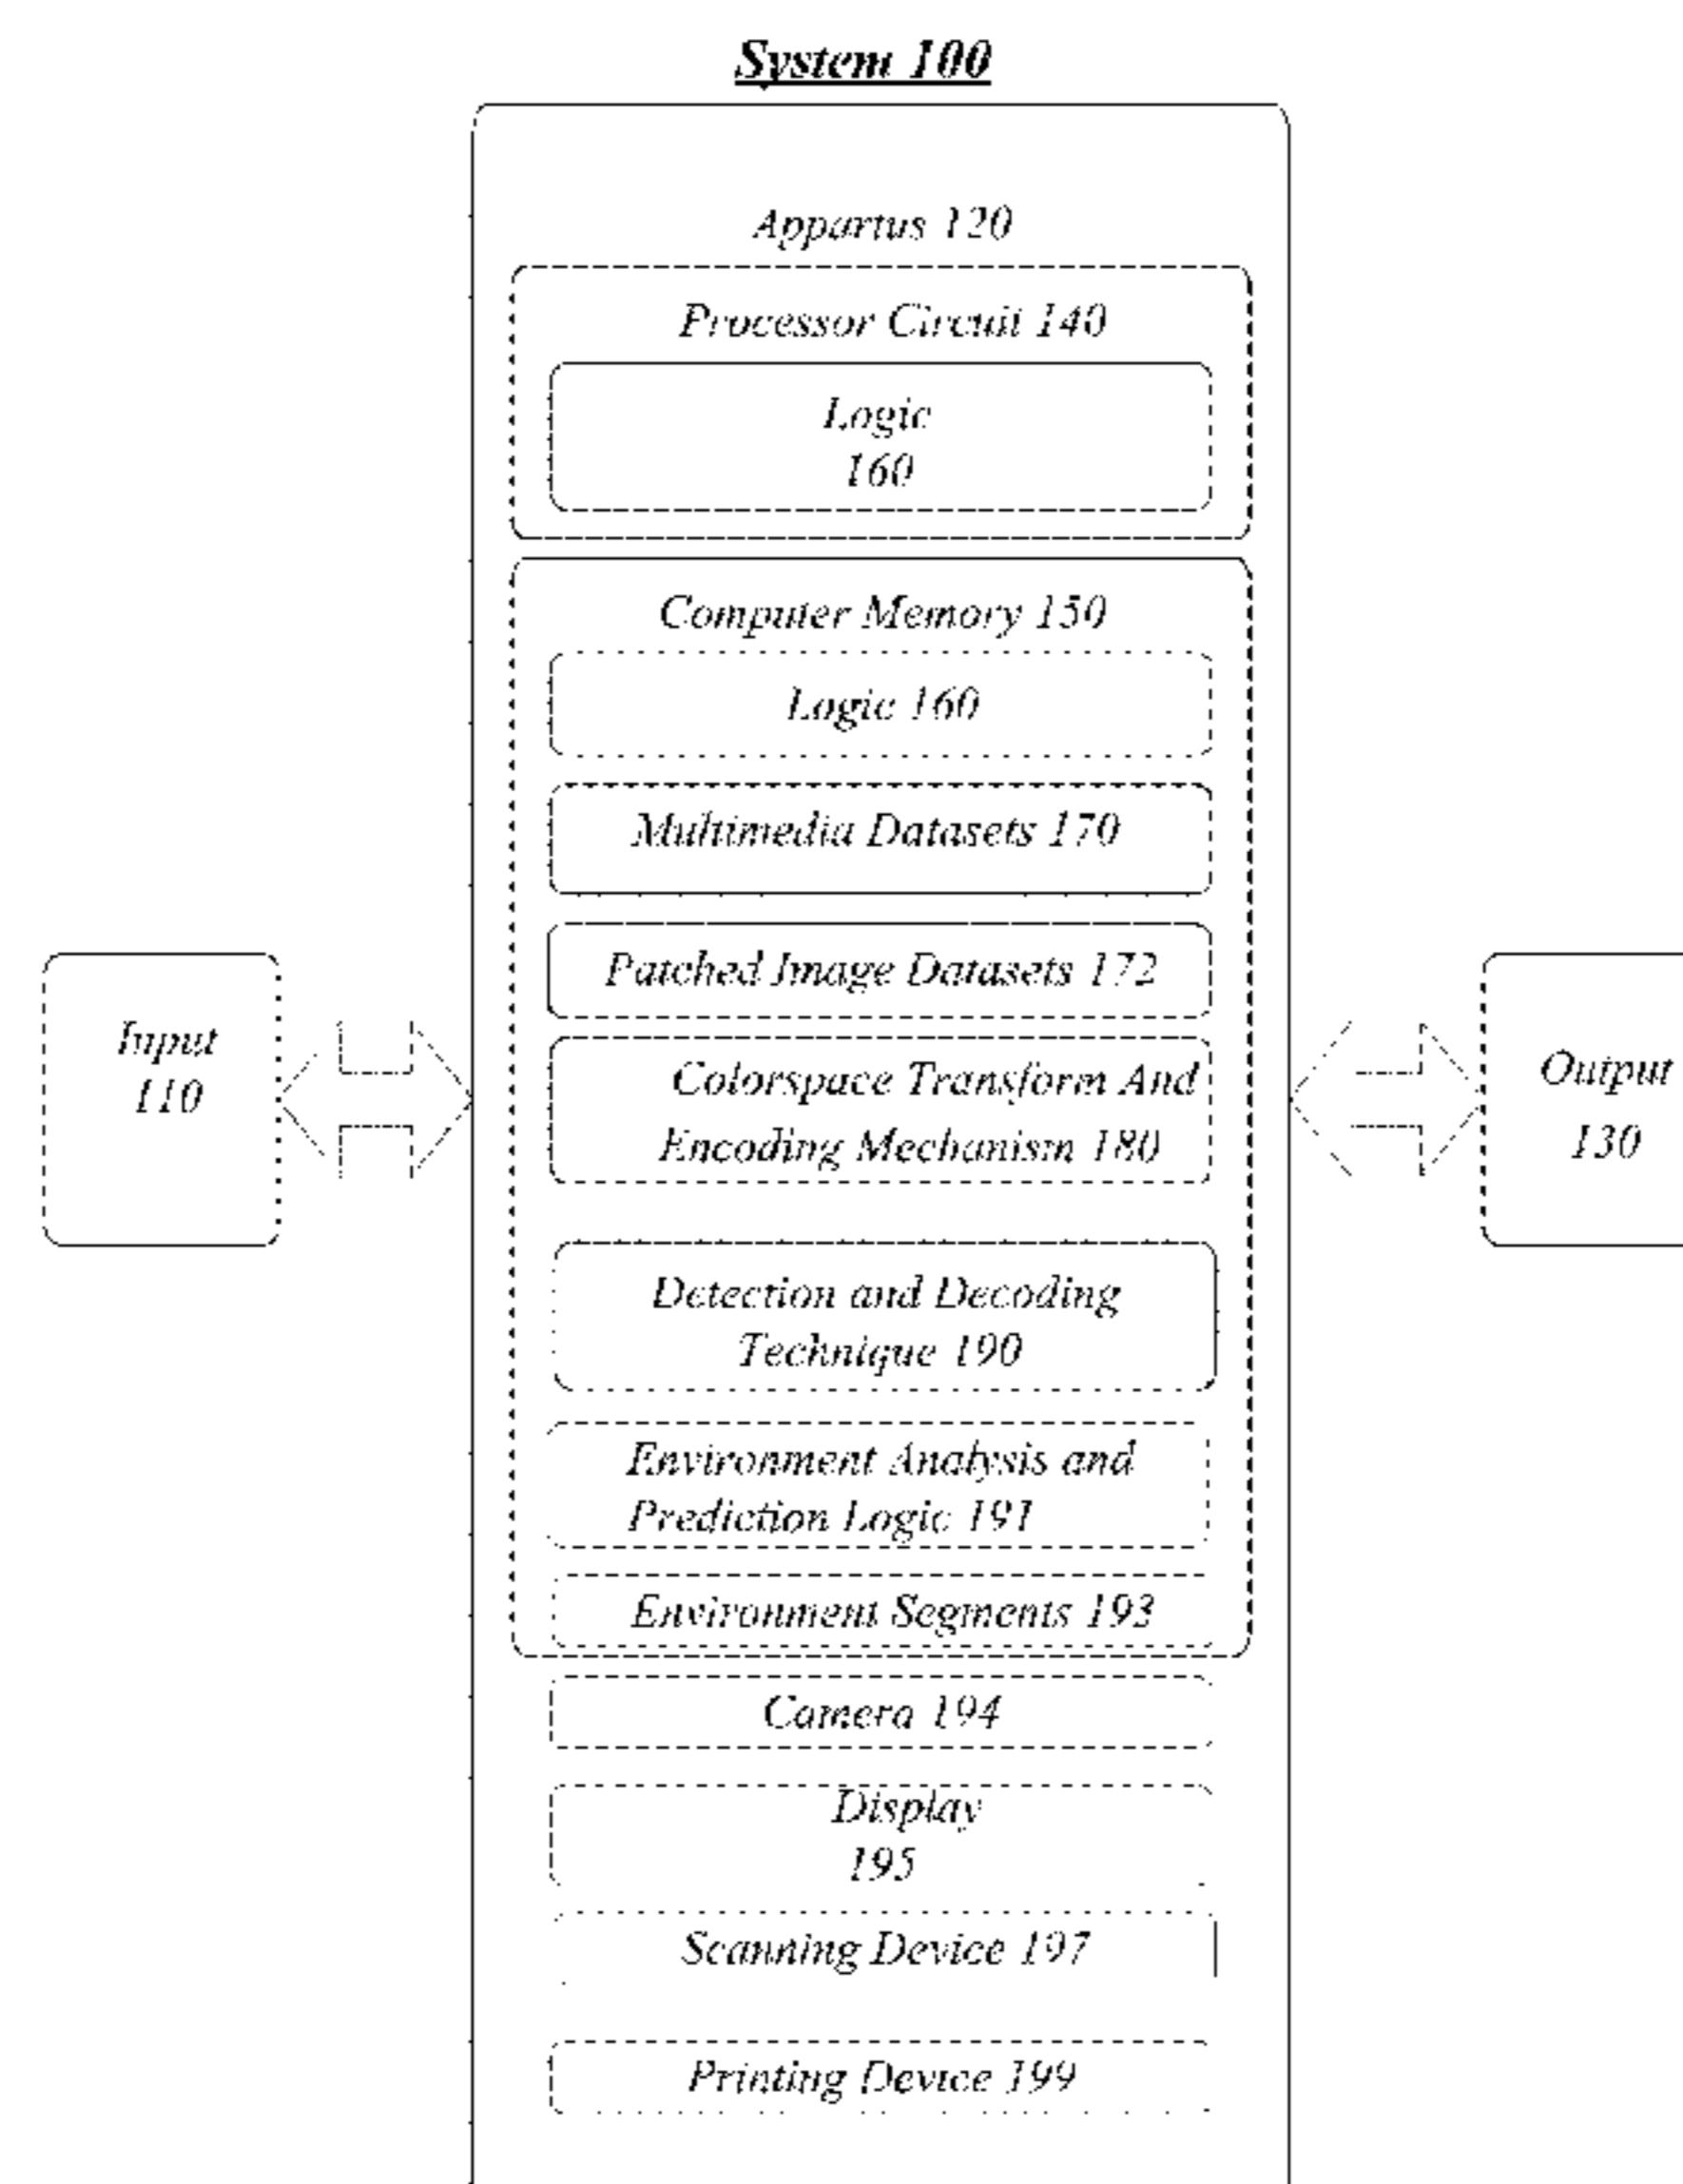 System 100
Appartus 120
Processor Circuit 140
Logic
160
Computer Memory 150
Logic 160
Multimedia Datasets 170
Patched Image Datasets 172
Input
110
Colorspace Transform And
Encoding Mechanism 180
Output
130
Detection and Decoding
Technique 190
Environment Analysis and
Prediction Logic 191
Environment Segments 193
Camera 194
Display
195
Scanning Device 197
Printing Device 199